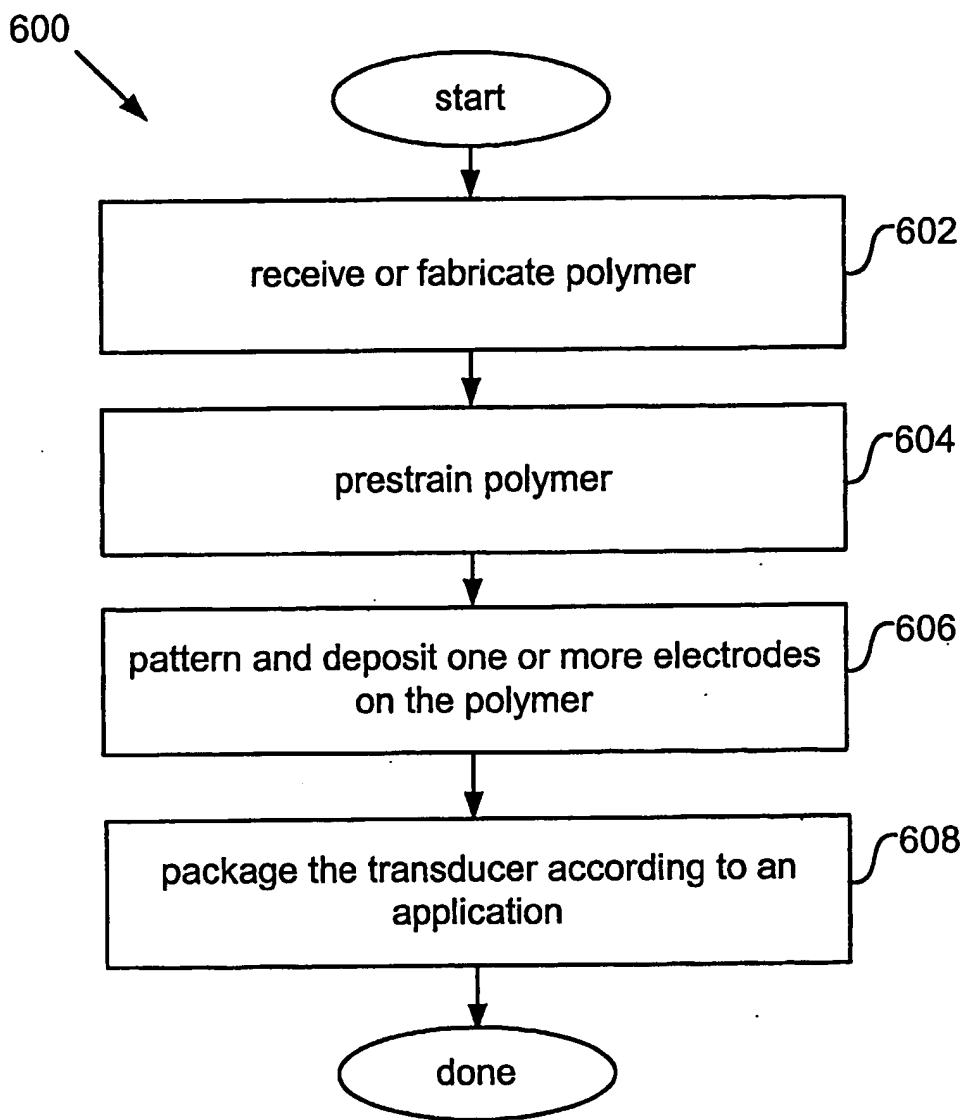 600
start
receive or fabricate polymer
602
prestrain polymer
604
pattern and deposit one or more electrodes
on the polymer
606
package the transducer according to an
application
608
done